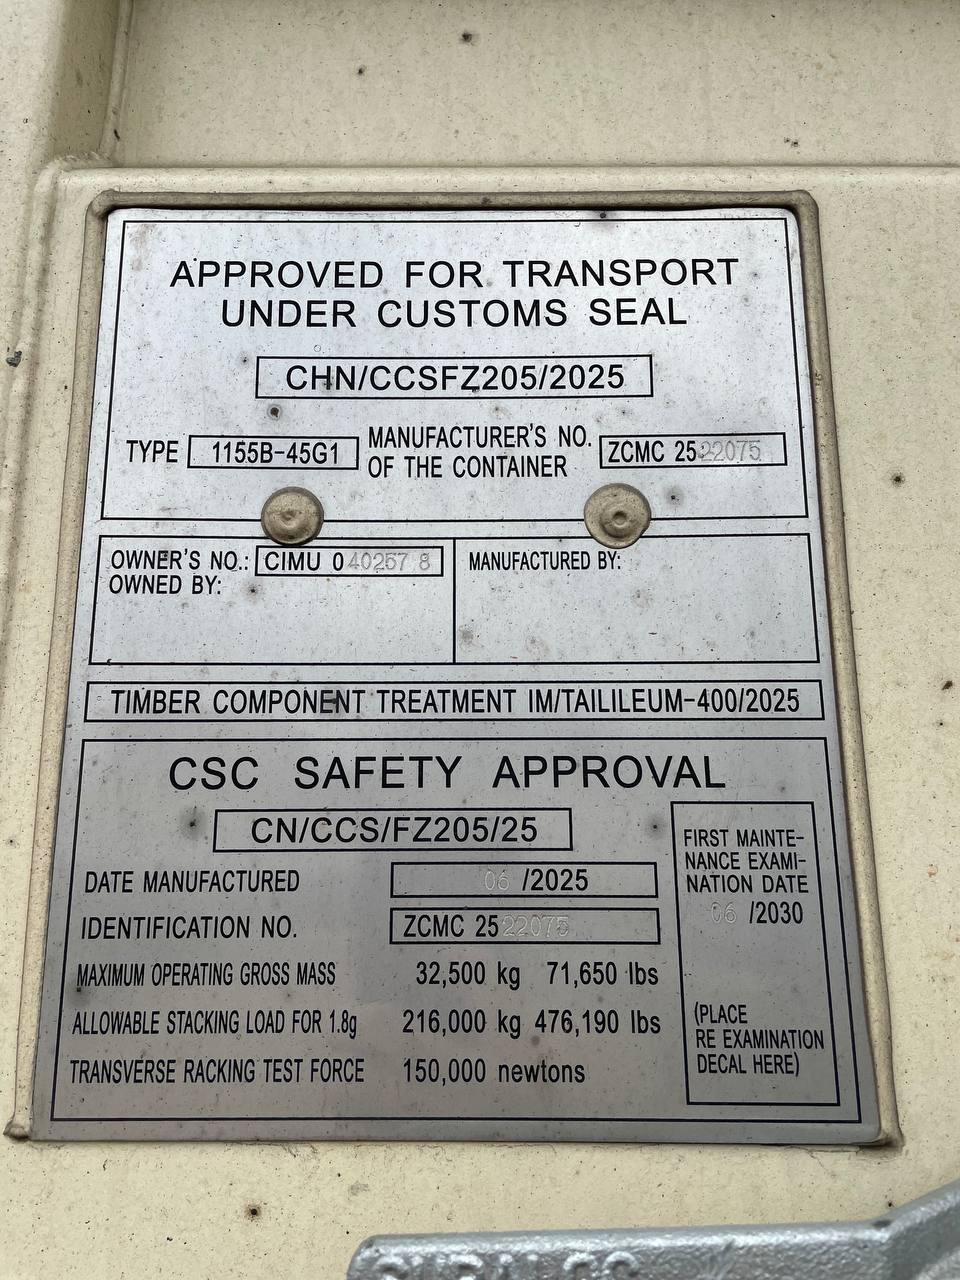 APPROVED FOR TRANSPORT
UNDER CUSTOMS SEAL
CHN/CCSFZ205/2025
TYPE 1155B-45G1
MANUFACTURER'S NO.
OF THE CONTAINER
ZCMC 2522075
OWNER'S NO.: CIMU 040257 8
OWNED BY:
MANUFACTURED BY:
TIMBER COMPONENT TREATMENT IM/TAILILEUM-400/2025
CSC SAFETY APPROVAL
CN/CCS/FZ205/25
DATE MANUFACTURED 06 /2025
IDENTIFICATION NO. ZCMC 2522075
MAXIMUM OPERATING GROSS MASS 32,500 kg 71,650 lbs
ALLOWABLE STACKING LOAD FOR 1.8g 216,000 kg 476,190 lbs
TRANSVERSE RACKING TEST FORCE 150,000 newtons
FIRST MAINTE-
NANCE EXAMI-
NATION DATE
06 /2030
(PLACE
RE EXAMINATION
DECAL HERE)